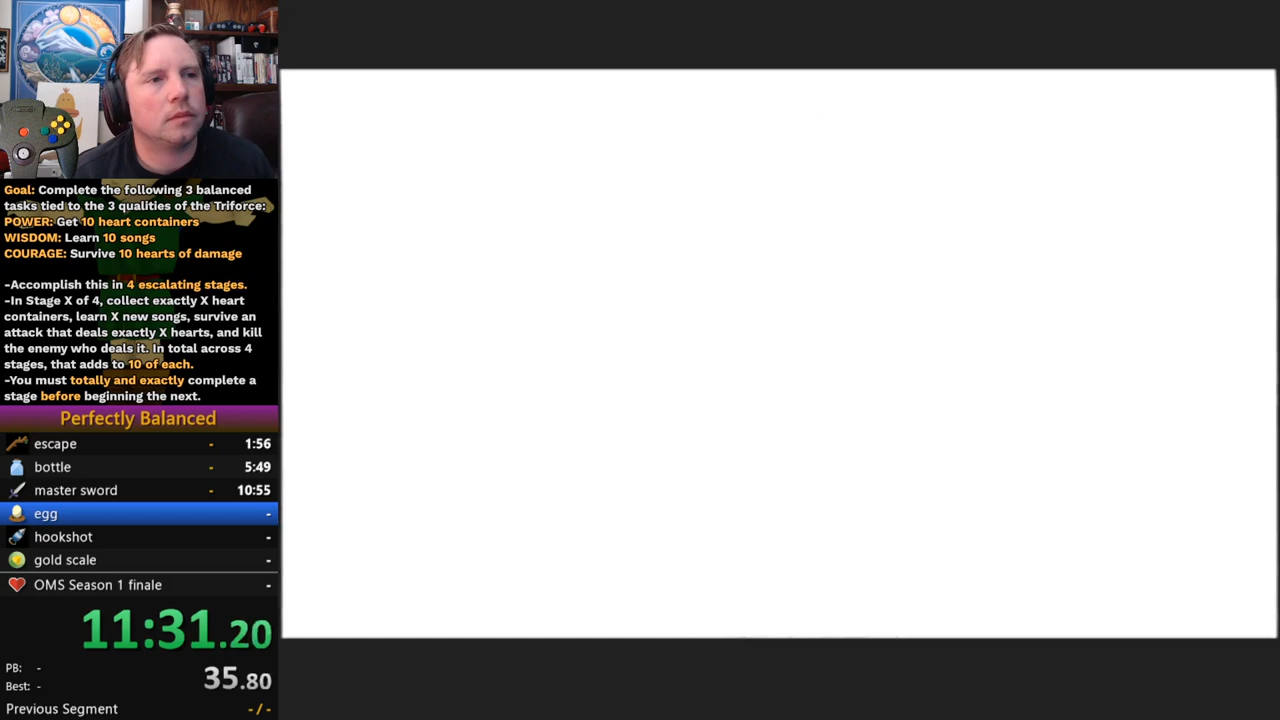 Goal: Complete the following 3 balanced
tasks tied to the 3 qualities of the Triforce:
POWER: Get 10 heart containers
WISDOM: Learn 10 songs
COURAGE: Survive 10 hearts of damage
-Accomplish this in 4 escalating stages.
-In Stage X of 4, collect exactly X heart
containers, learn X new songs, survive an
attack that deals exactly X hearts, and kill
the enemy who deals it. In total across 4
stages, that adds to 10 of each.
-You must totally and exactly complete a
stage before beginning the next.
Perfectly Balanced
escape - 1:56
bottle - 5:49
master sword - 10:55
egg -
hookshot -
gold scale -
OMS Season 1 finale -
11:31.20
PB: -
35.80
Best: -
Previous Segment -/-